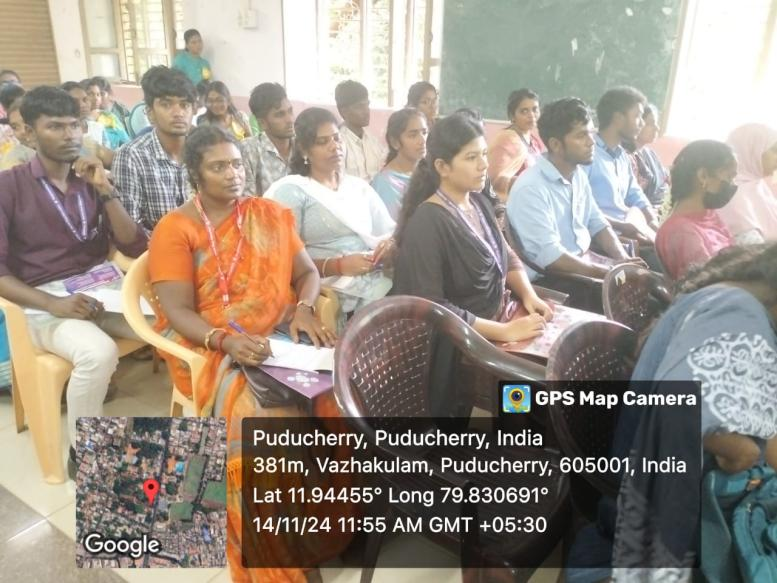 GPS Map Camera
Puducherry, Puducherry, India
381m, Vazhakulam, Puducherry, 605001, India
Lat 11.94455° Long 79.830691°
14/11/24 11:55 AM GMT +05:30
Google